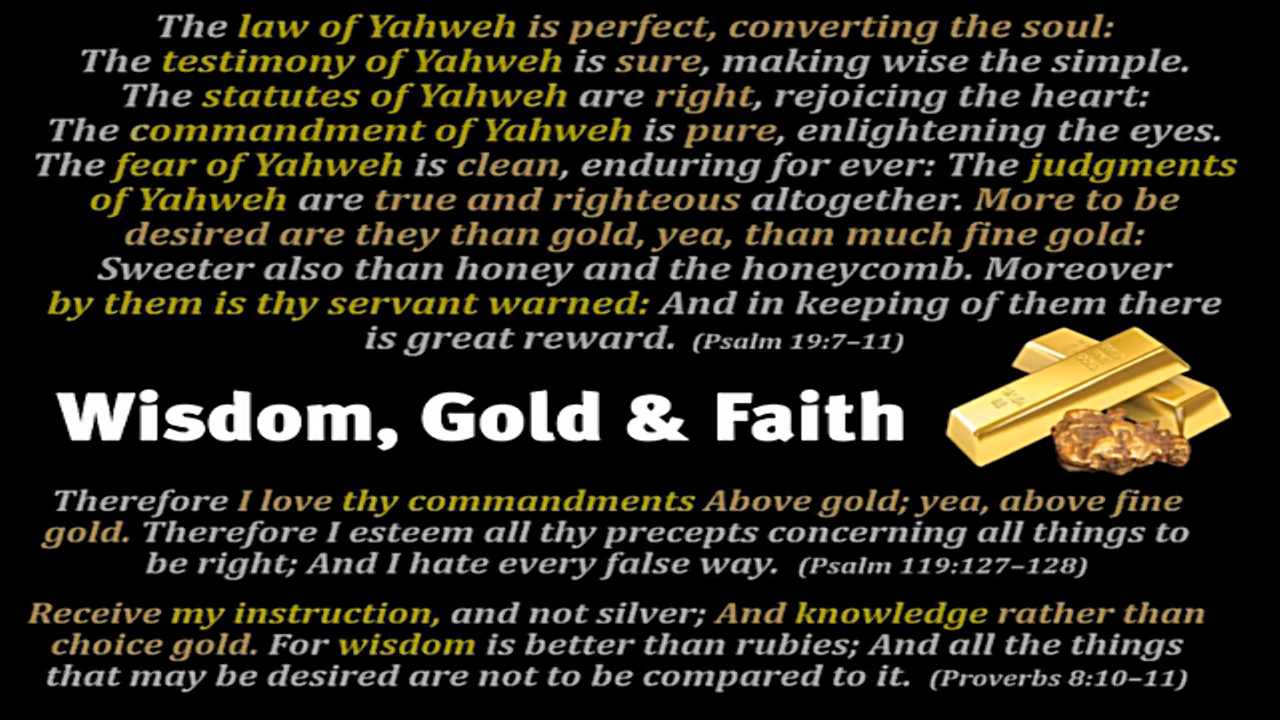 The law of Yahweh is perfect, converting the soul:
The testimony of Yahweh is sure, making wise the simple.
The statutes of Yahweh are right, rejoicing the heart:
The commandment of Yahweh is pure, enlightening the eyes.
The fear of Yahweh is clean, enduring for ever: The judgments
of Yahweh are true and righteous altogether. More to be
desired are they than gold, yea, than much fine gold:
Sweeter also than honey and the honeycomb. Moreover
by them is thy servant warned: And in keeping of them there
is great reward. (Psalm 19:7–11)
Wisdom, Gold & Faith
Therefore I love thy commandments Above gold; yea, above fine
gold. Therefore I esteem all thy precepts concerning all things to
be right; And I hate every false way. (Psalm 119:127–128)
Receive my instruction, and not silver; And knowledge rather than
choice gold. For wisdom is better than rubies; And all the things
that may be desired are not to be compared to it. (Proverbs 8:10–11)